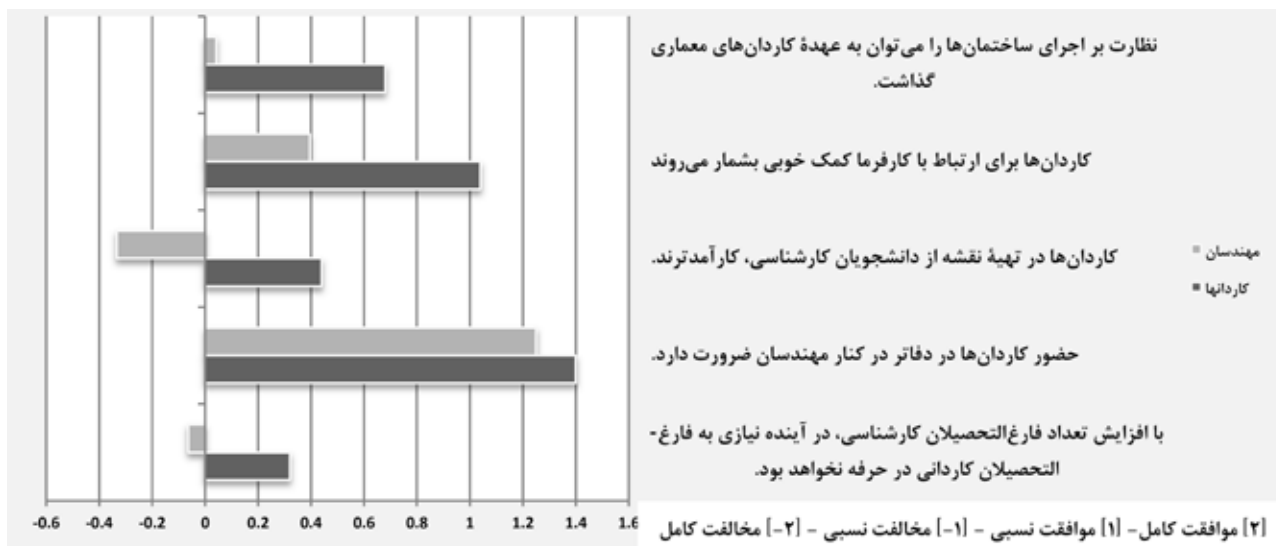 نظارت بر اجرای ساختمان‌ها را می‌توان به عهدهٔ کاردان‌های معماری
گذاشت.
کاردان‌ها برای ارتباط با کارفرما کمک خوبی بشمار می‌روند
کاردان‌ها در تهیهٔ نقشه از دانشجویان کارشناسی، کارآمدترند.
مهندسان
کاردانها
حضور کاردان‌ها در دفاتر در کنار مهندسان ضرورت دارد.
با افزایش تعداد فارغ‌التحصیلان کارشناسی، در آینده نیازی به فارغ-
التحصیلان کاردانی در حرفه نخواهد بود.
-0.6 -0.4 -0.2 0 0.2 0.4 0.6 0.8 1 1.2 1.4 1.6
[۲] موافقت کامل- [۱] موافقت نسبی - [۱-] مخالفت نسبی - [۲-] مخالفت کامل